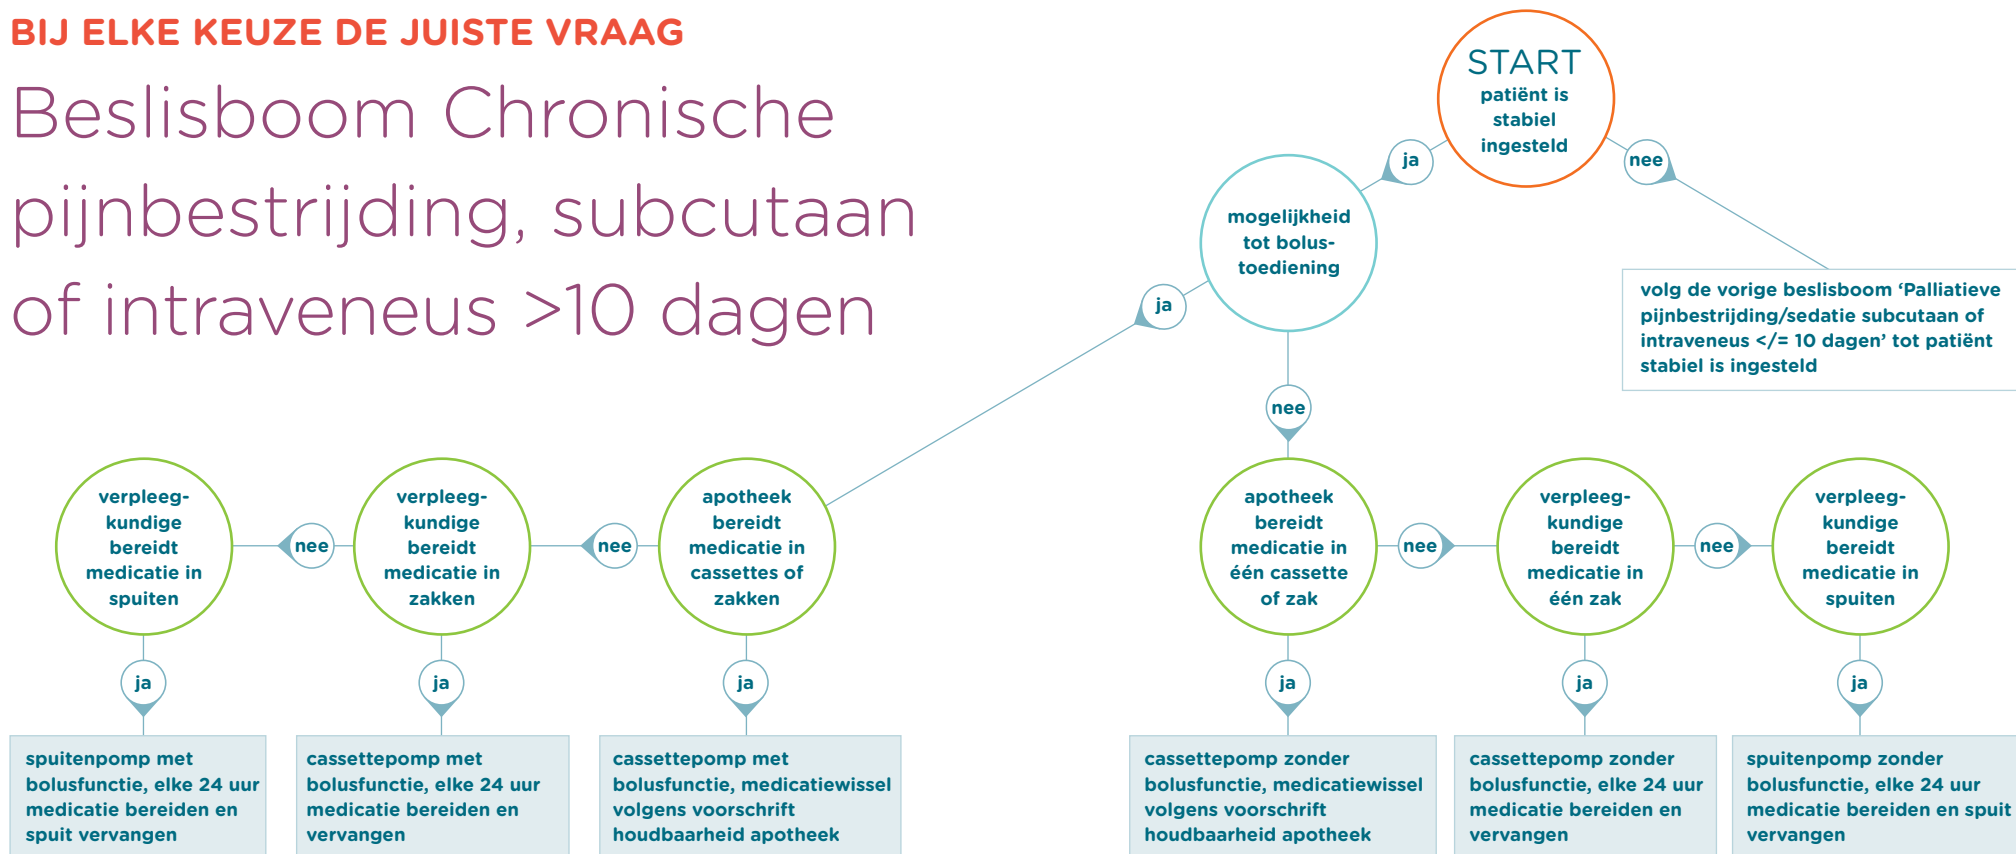 BIJ ELKE KEUZE DE JUISTE VRAAG
Beslisboom Chronische
pijnbestrijding, subcutaan
of intraveneus >10 dagen
START
patiënt is
stabiel
ingesteld
ja
nee
mogelijkheid
tot bolus-
toediening
volg de vorige beslisboom ‘Palliatieve
pijnbestrijding/sedatie subcutaan of
intraveneus </= 10 dagen’ tot patiënt
stabiel is ingesteld
ja
nee
verpleeg-
kundige
bereidt
medicatie in
spuiten
nee
verpleeg-
kundige
bereidt
medicatie in
zakken
nee
apotheek
bereidt
medicatie in
cassettes of
zakken
apotheek
bereidt
medicatie in
één cassette
of zak
nee
verpleeg-
kundige
bereidt
medicatie in
één zak
nee
verpleeg-
kundige
bereidt
medicatie in
spuiten
ja
ja
ja
ja
ja
ja
spuitenpomp met
bolusfunctie, elke 24 uur
medicatie bereiden en
spuit vervangen
cassettepomp met
bolusfunctie, elke 24 uur
medicatie bereiden en
vervangen
cassettepomp met
bolusfunctie, medicatiewissel
volgens voorschrift
houdbaarheid apotheek
cassettepomp zonder
bolusfunctie, medicatiewissel
volgens voorschrift
houdbaarheid apotheek
cassettepomp zonder
bolusfunctie, elke 24 uur
medicatie bereiden en
vervangen
spuitenpomp zonder
bolusfunctie, elke 24 uur
medicatie bereiden en spuit
vervangen